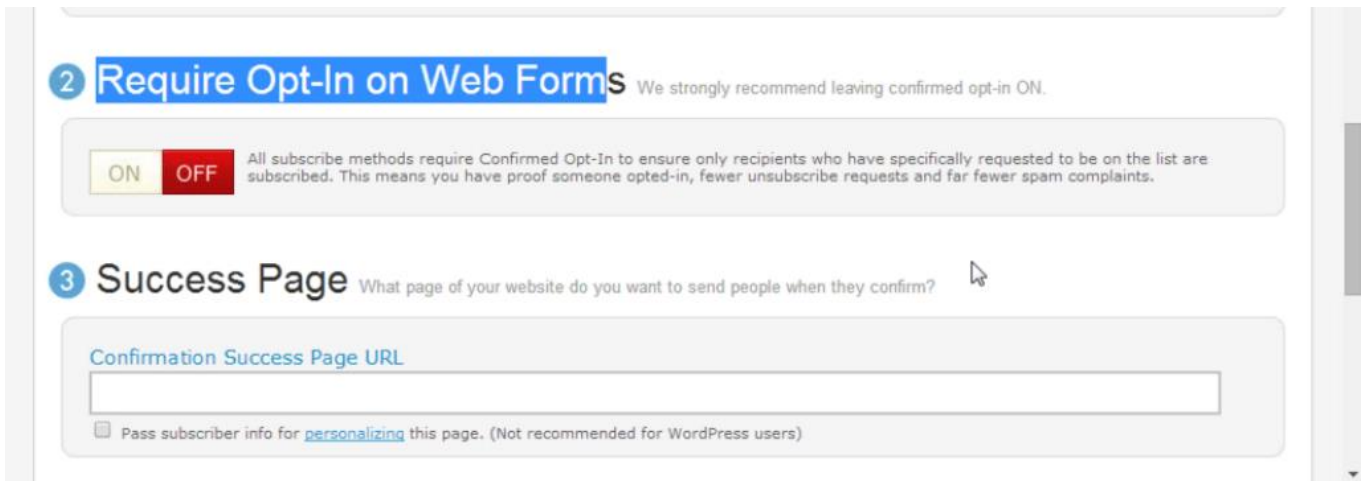 2 Require Opt-In on Web Forms We strongly recommend leaving confirmed opt-in ON.
ON OFF All subscribe methods require Confirmed Opt-In to ensure only recipients who have specifically requested to be on the list are
subscribed. This means you have proof someone opted-in, fewer unsubscribe requests and far fewer spam complaints.
3 Success Page What page of your website do you want to send people when they confirm?
Confirmation Success Page URL
Pass subscriber info for personalizing this page. (Not recommended for WordPress users)